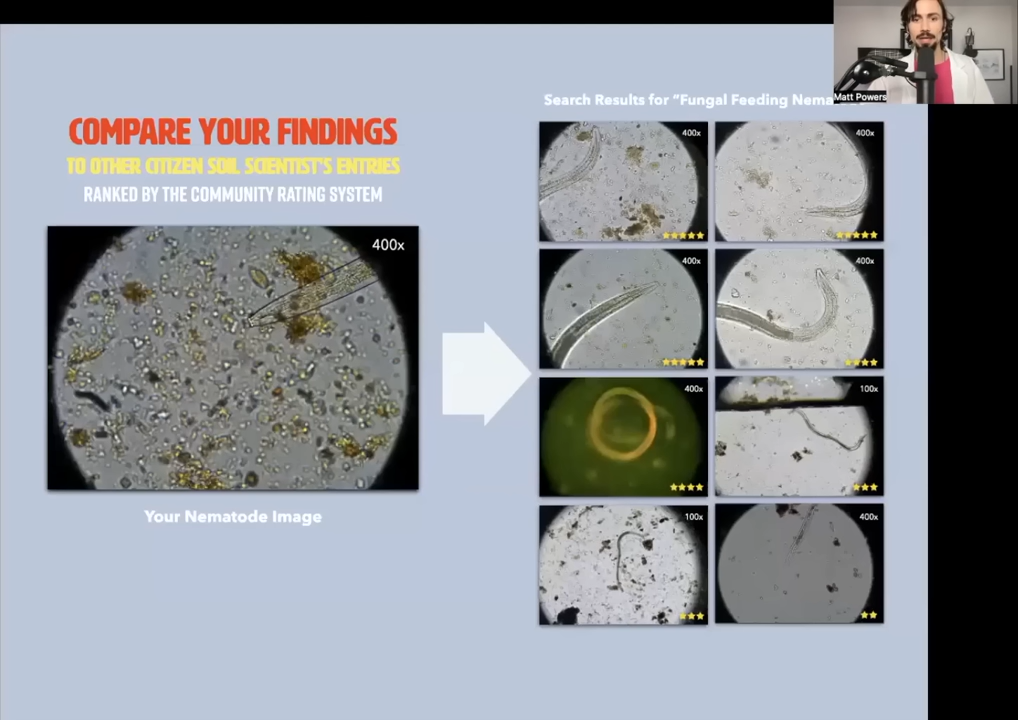 COMPARE YOUR FINDINGS
TO OTHER CITIZEN SOIL SCIENTIST'S ENTRIES
RANKED BY THE COMMUNITY RATING SYSTEM
400x
Your Nematode Image
Search Results for "Fungal Feeding
Matt Powers
400x
400x
400x
400x
400x
100x
100x
400x